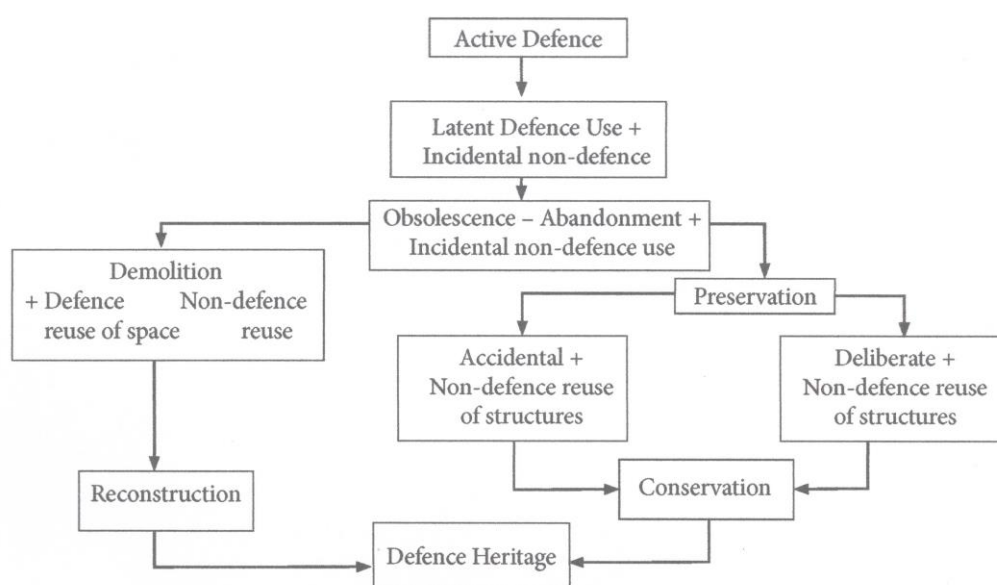 Active Defence
Latent Defence Use +
Incidental non-defence
Obsolescence – Abandonment +
Incidental non-defence use
Demolition
+ Defence Non-defence
reuse of space reuse
Preservation
Accidental +
Non-defence reuse
of structures
Deliberate +
Non-defence reuse
of structures
Reconstruction
Conservation
Defence Heritage